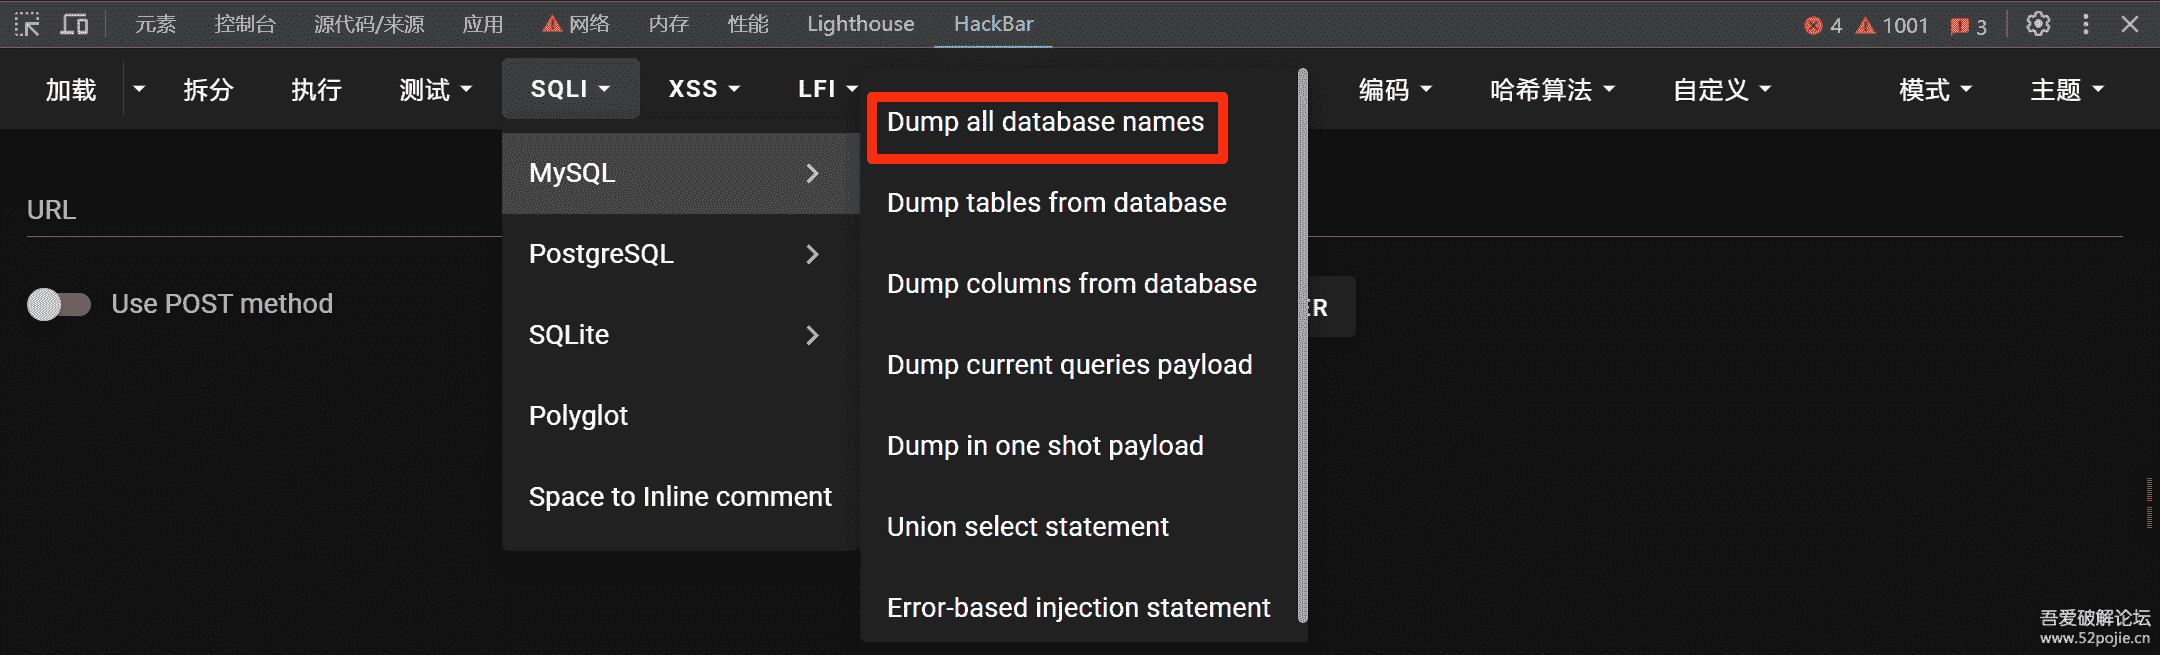 元素 控制台 源代码/来源 应用 网络 内存 性能 Lighthouse HackBar 4 1001 3
加载 拆分 执行 测试 SQLI XSS LFI 编码 哈希算法 自定义 模式 主题
Dump all database names
MySQL
Dump tables from database
URL
PostgreSQL
Dump columns from database
Use POST method
ER
SQLite
Dump current queries payload
Polyglot
Dump in one shot payload
Space to Inline comment
Union select statement
Error-based injection statement
吾爱破解论坛
www.52pojie.cn